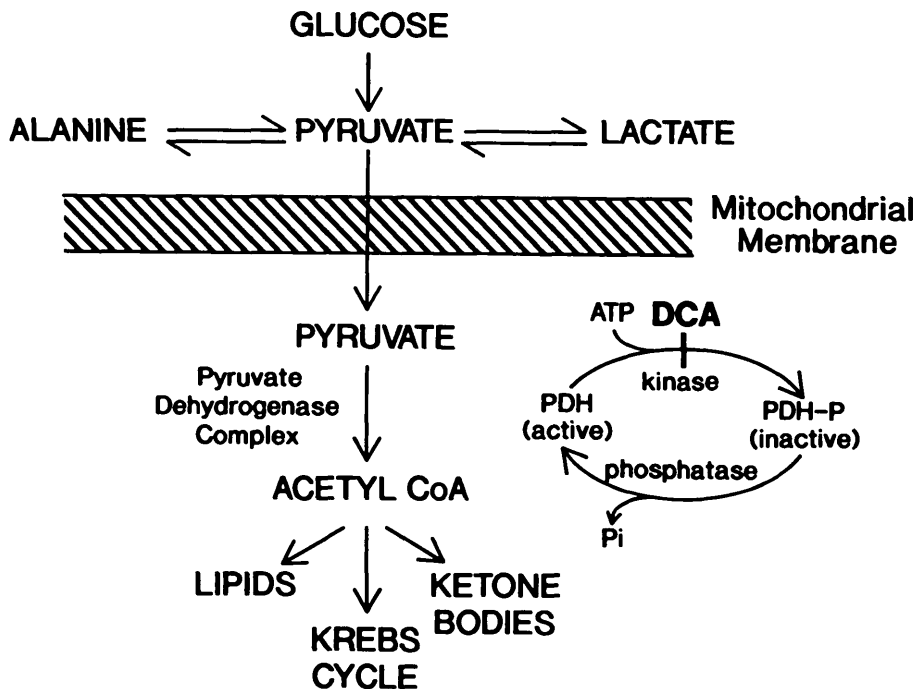 GLUCOSE
ALANINE PYRUVATE LACTATE
Mitochondrial
Membrane
PYRUVATE
Pyruvate
Dehydrogenase
Complex
ACETYL CoA
LIPIDS
KREBS
CYCLE
KETONE
BODIES
ATP DCA
kinase
PDH
(active)
PDH-P
(inactive)
phosphatase
Pi